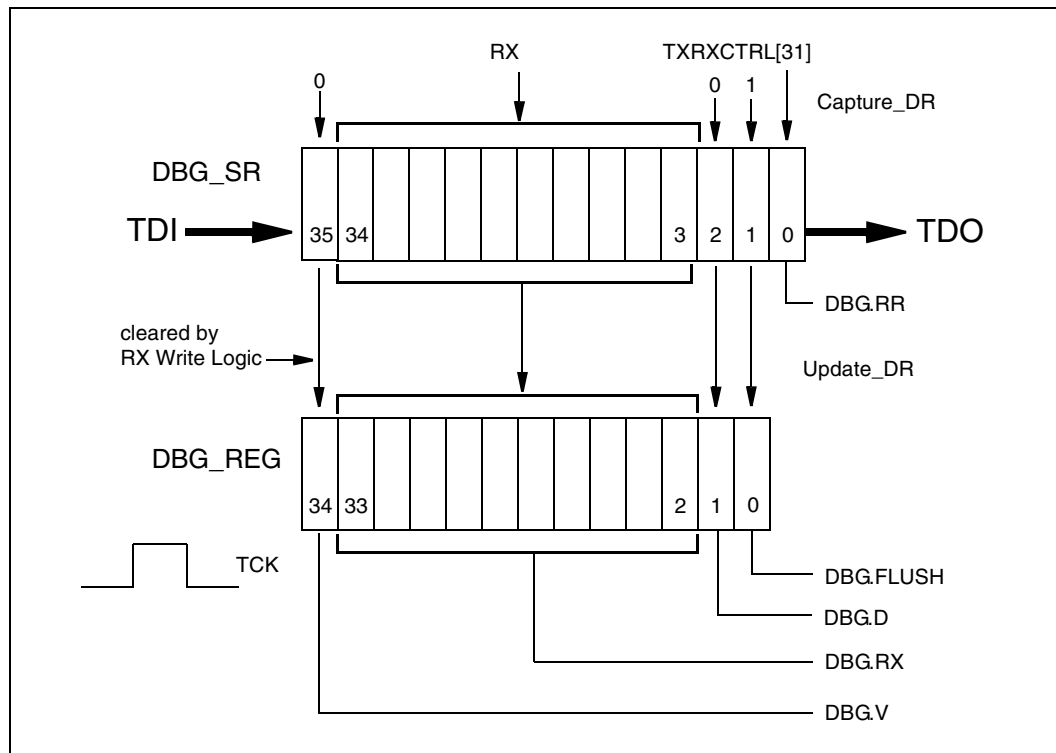 RX
TXRXCTRL[31]
0
0 1
Capture_DR
DBG_SR
TDI
35 34 3 2 1 0
TDO
DBG.RR
cleared by
RX Write Logic
Update_DR
DBG_REG
34 33 2 1 0
TCK
DBG.FLUSH
DBG.D
DBG.RX
DBG.V